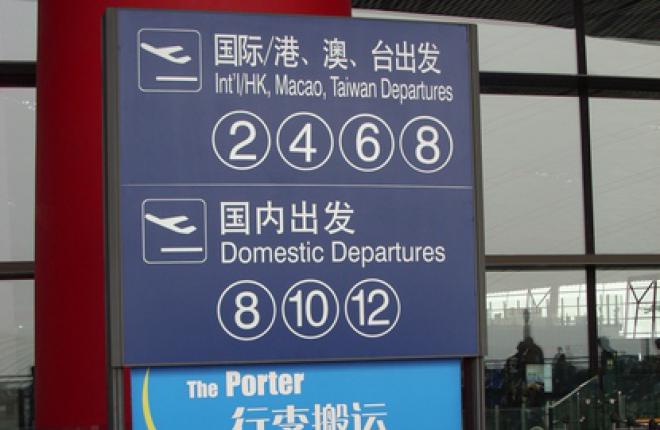 国际/港、澳、台出发
Int'l/HK, Macao, Taiwan Departures
2 4 6 8
国内出发
Domestic Departures
8 10 12
The Porter
行李搬运